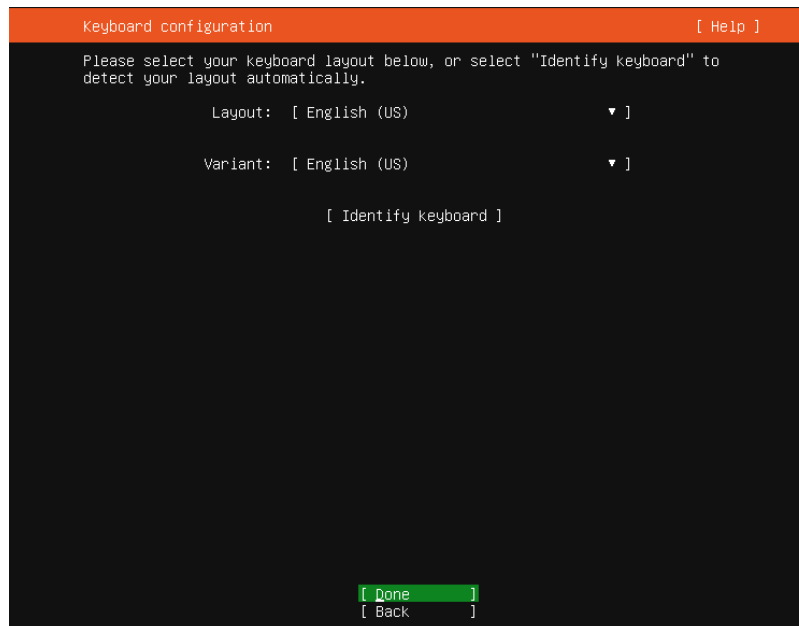 Keyboard configuration [ Help ]
Please select your keyboard layout below, or select "Identify keyboard" to
detect your layout automatically.
Layout: [ English (US) ▾ ]
Variant: [ English (US) ▾ ]
[ Identify keyboard ]
[ Done ]
[ Back ]